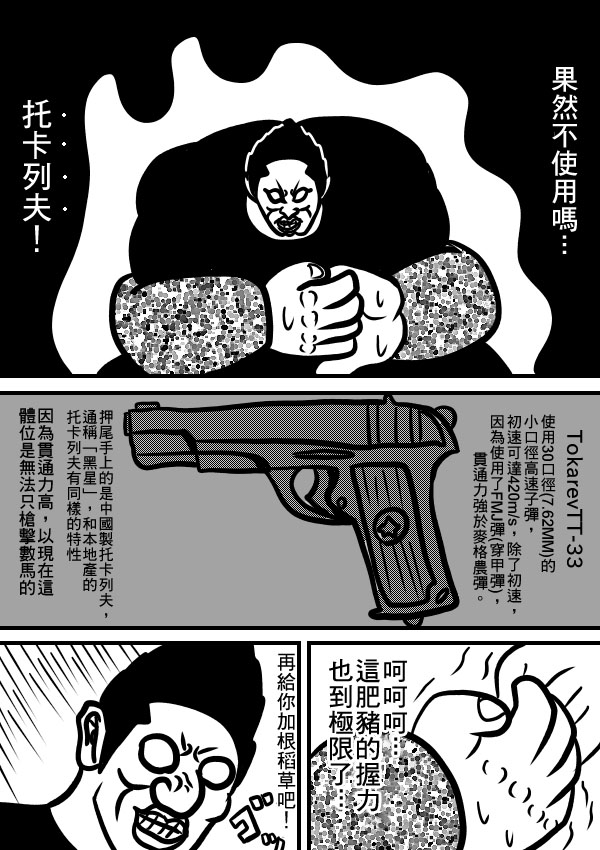 果然不使用嗎…
托卡列夫！
TokarevTT-33
使用30口徑(7.62MM)的
小口徑高速子彈，
初速可達420m/s，除了初速，
因為使用了FMJ彈(穿甲彈)，
貫通力強於麥格農彈。
押尾手上的是中國製托卡列夫，
通稱「黑星」，和本地產的
托卡列夫有同樣的特性
因為貫通力高，以現在這
體位是無法只槍擊數馬的
呵呵呵…
這肥豬的握力
也到極限了…
再給你加根稻草吧！
ゴッ